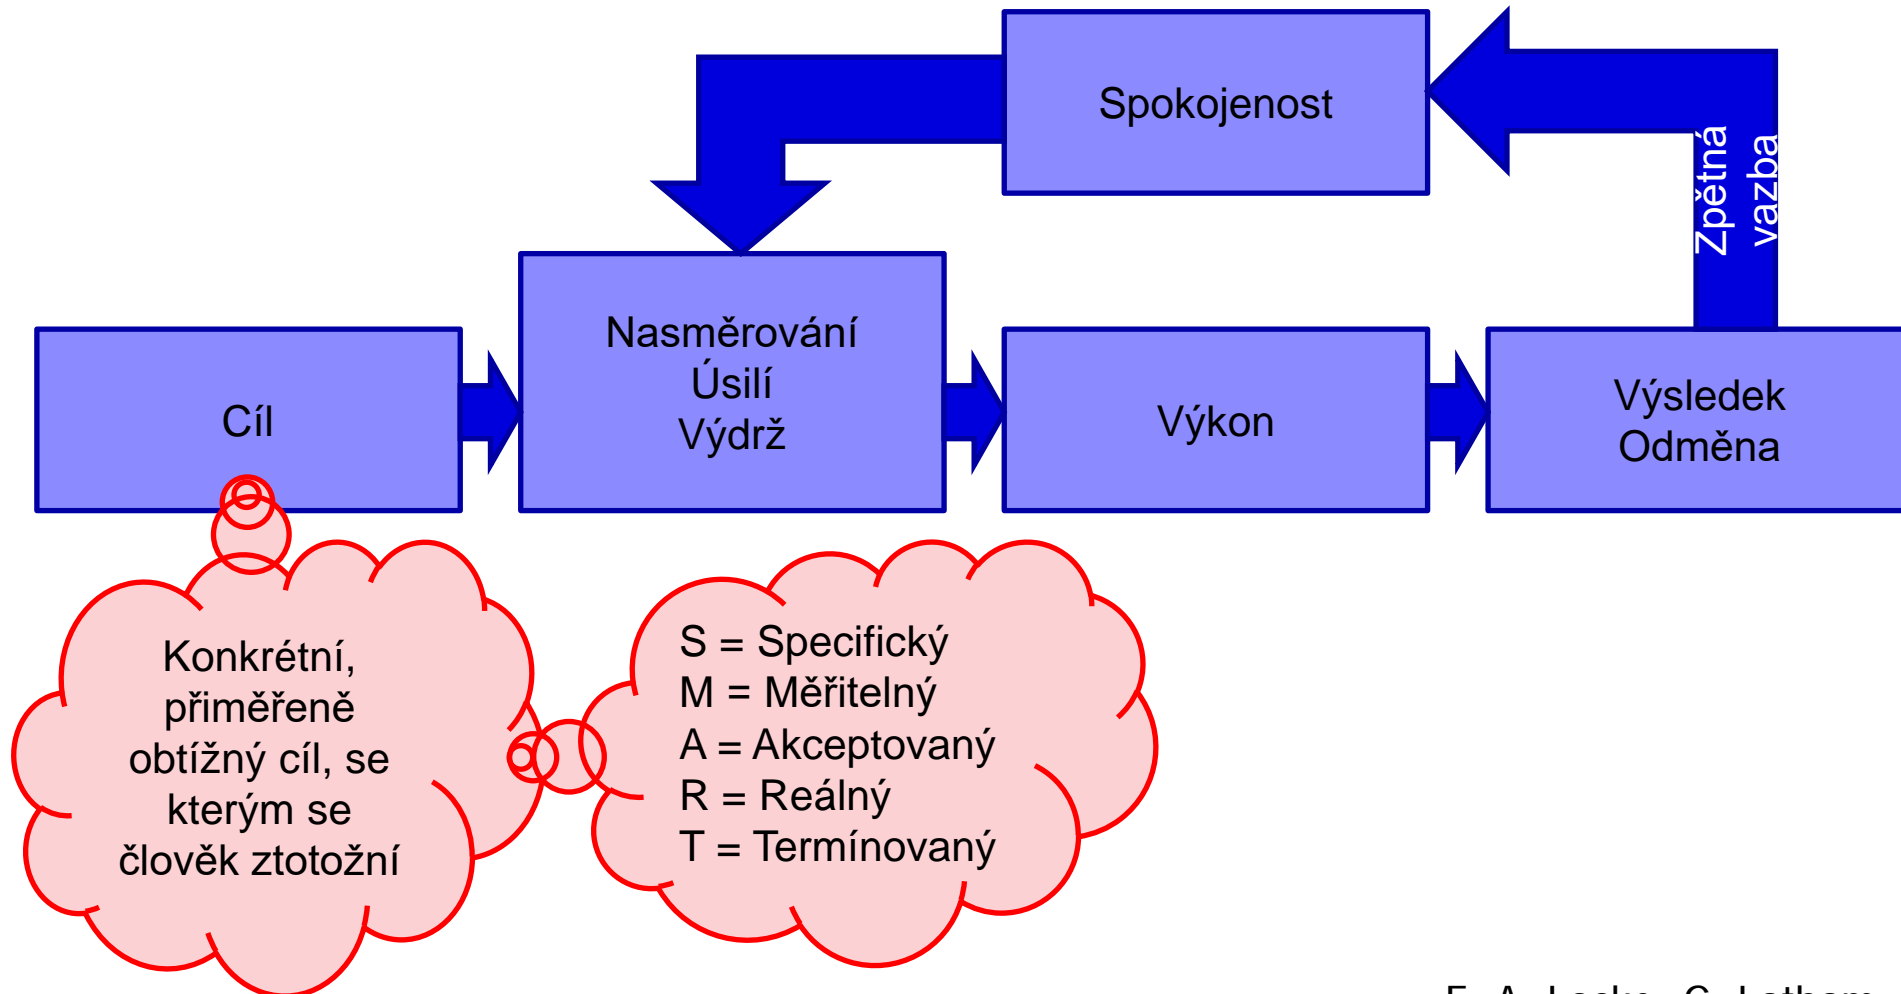 Spokojenost
Zpětná
vazba
Cíl
Nasměrování
Úsilí
Výdrž
Výkon
Výsledek
Odměna
Konkrétní,
přiměřeně
obtížný cíl, se
kterým se
člověk ztotožní
S = Specifický
M = Měřitelný
A = Akceptovaný
R = Reálný
T = Termínovaný